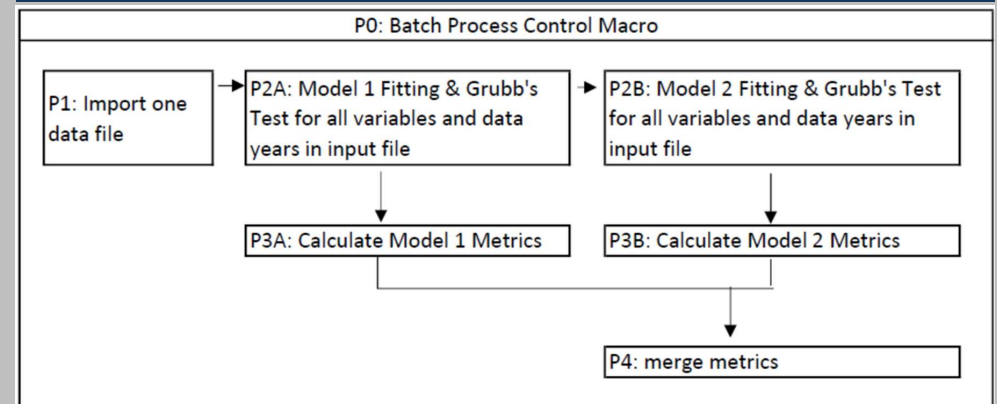 P0: Batch Process Control Macro
P1: Import one
data file
P2A: Model 1 Fitting & Grubb's
Test for all variables and data
years in input file
P2B: Model 2 Fitting & Grubb's Test
for all variables and data years in
input file
P3A: Calculate Model 1 Metrics
P3B: Calculate Model 2 Metrics
P4: merge metrics